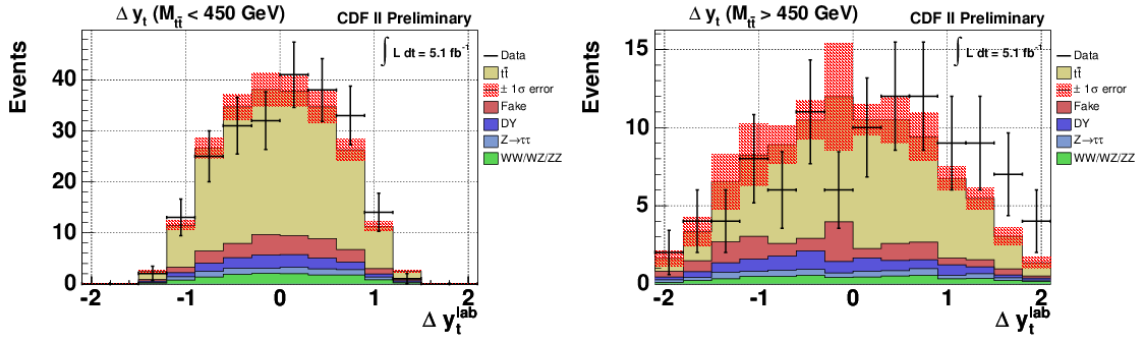 Δ y_t (M_tt̄ < 450 GeV)
CDF II Preliminary
∫ L dt = 5.1 fb⁻¹
Data
tt̄
± 1σ error
Fake
DY
Z→ττ
WW/WZ/ZZ
Events
40
30
20
10
0
-2 -1 0 1 2
Δ y_t^lab
Δ y_t (M_tt̄ > 450 GeV)
CDF II Preliminary
∫ L dt = 5.1 fb⁻¹
Data
tt̄
± 1σ error
Fake
DY
Z→ττ
WW/WZ/ZZ
Events
15
10
5
0
-2 -1 0 1 2
Δ y_t^lab